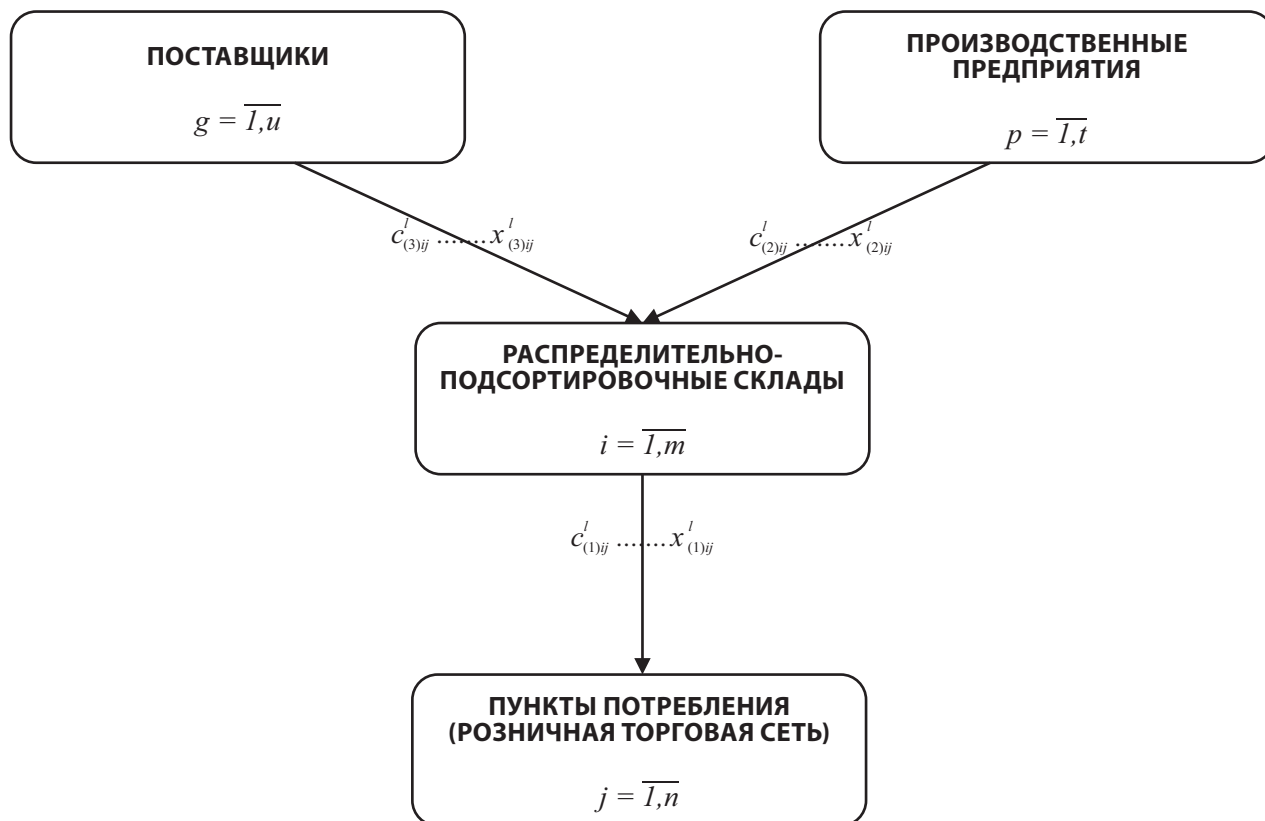 ПОСТАВЩИКИ
g = 1,u
ПРОИЗВОДСТВЕННЫЕ
ПРЕДПРИЯТИЯ
p = 1,t
c^l_(3)ij ....... x^l_(3)ij
c^l_(2)ij ....... x^l_(2)ij
РАСПРЕДЕЛИТЕЛЬНО-
ПОДСОРТИРОВОЧНЫЕ СКЛАДЫ
i = 1,m
c^l_(1)ij ....... x^l_(1)ij
ПУНКТЫ ПОТРЕБЛЕНИЯ
(РОЗНИЧНАЯ ТОРГОВАЯ СЕТЬ)
j = 1,n